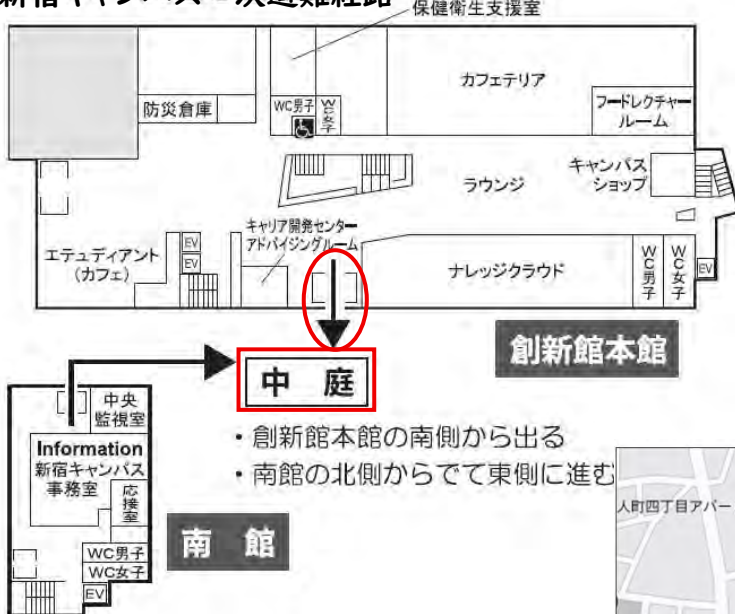 新宿キャンパス
保健衛生支援室
カフェテリア
防災倉庫
WC男子
WC女子
フードレクチャー
ルーム
ラウンジ
キャンパス
ショップ
キャリア開発センター
アドバイジングルーム
エテュディアント
(カフェ)
EV
EV
ナレッジクラウド
WC男子
WC女子
EV
創新館本館
中 庭
中央
監視室
・創新館本館の南側から出る
・南館の北側からでて東側に進む
Information
新宿キャンパス
事務室
応接室
人町四丁目アパー
南 館
WC男子
WC女子
EV